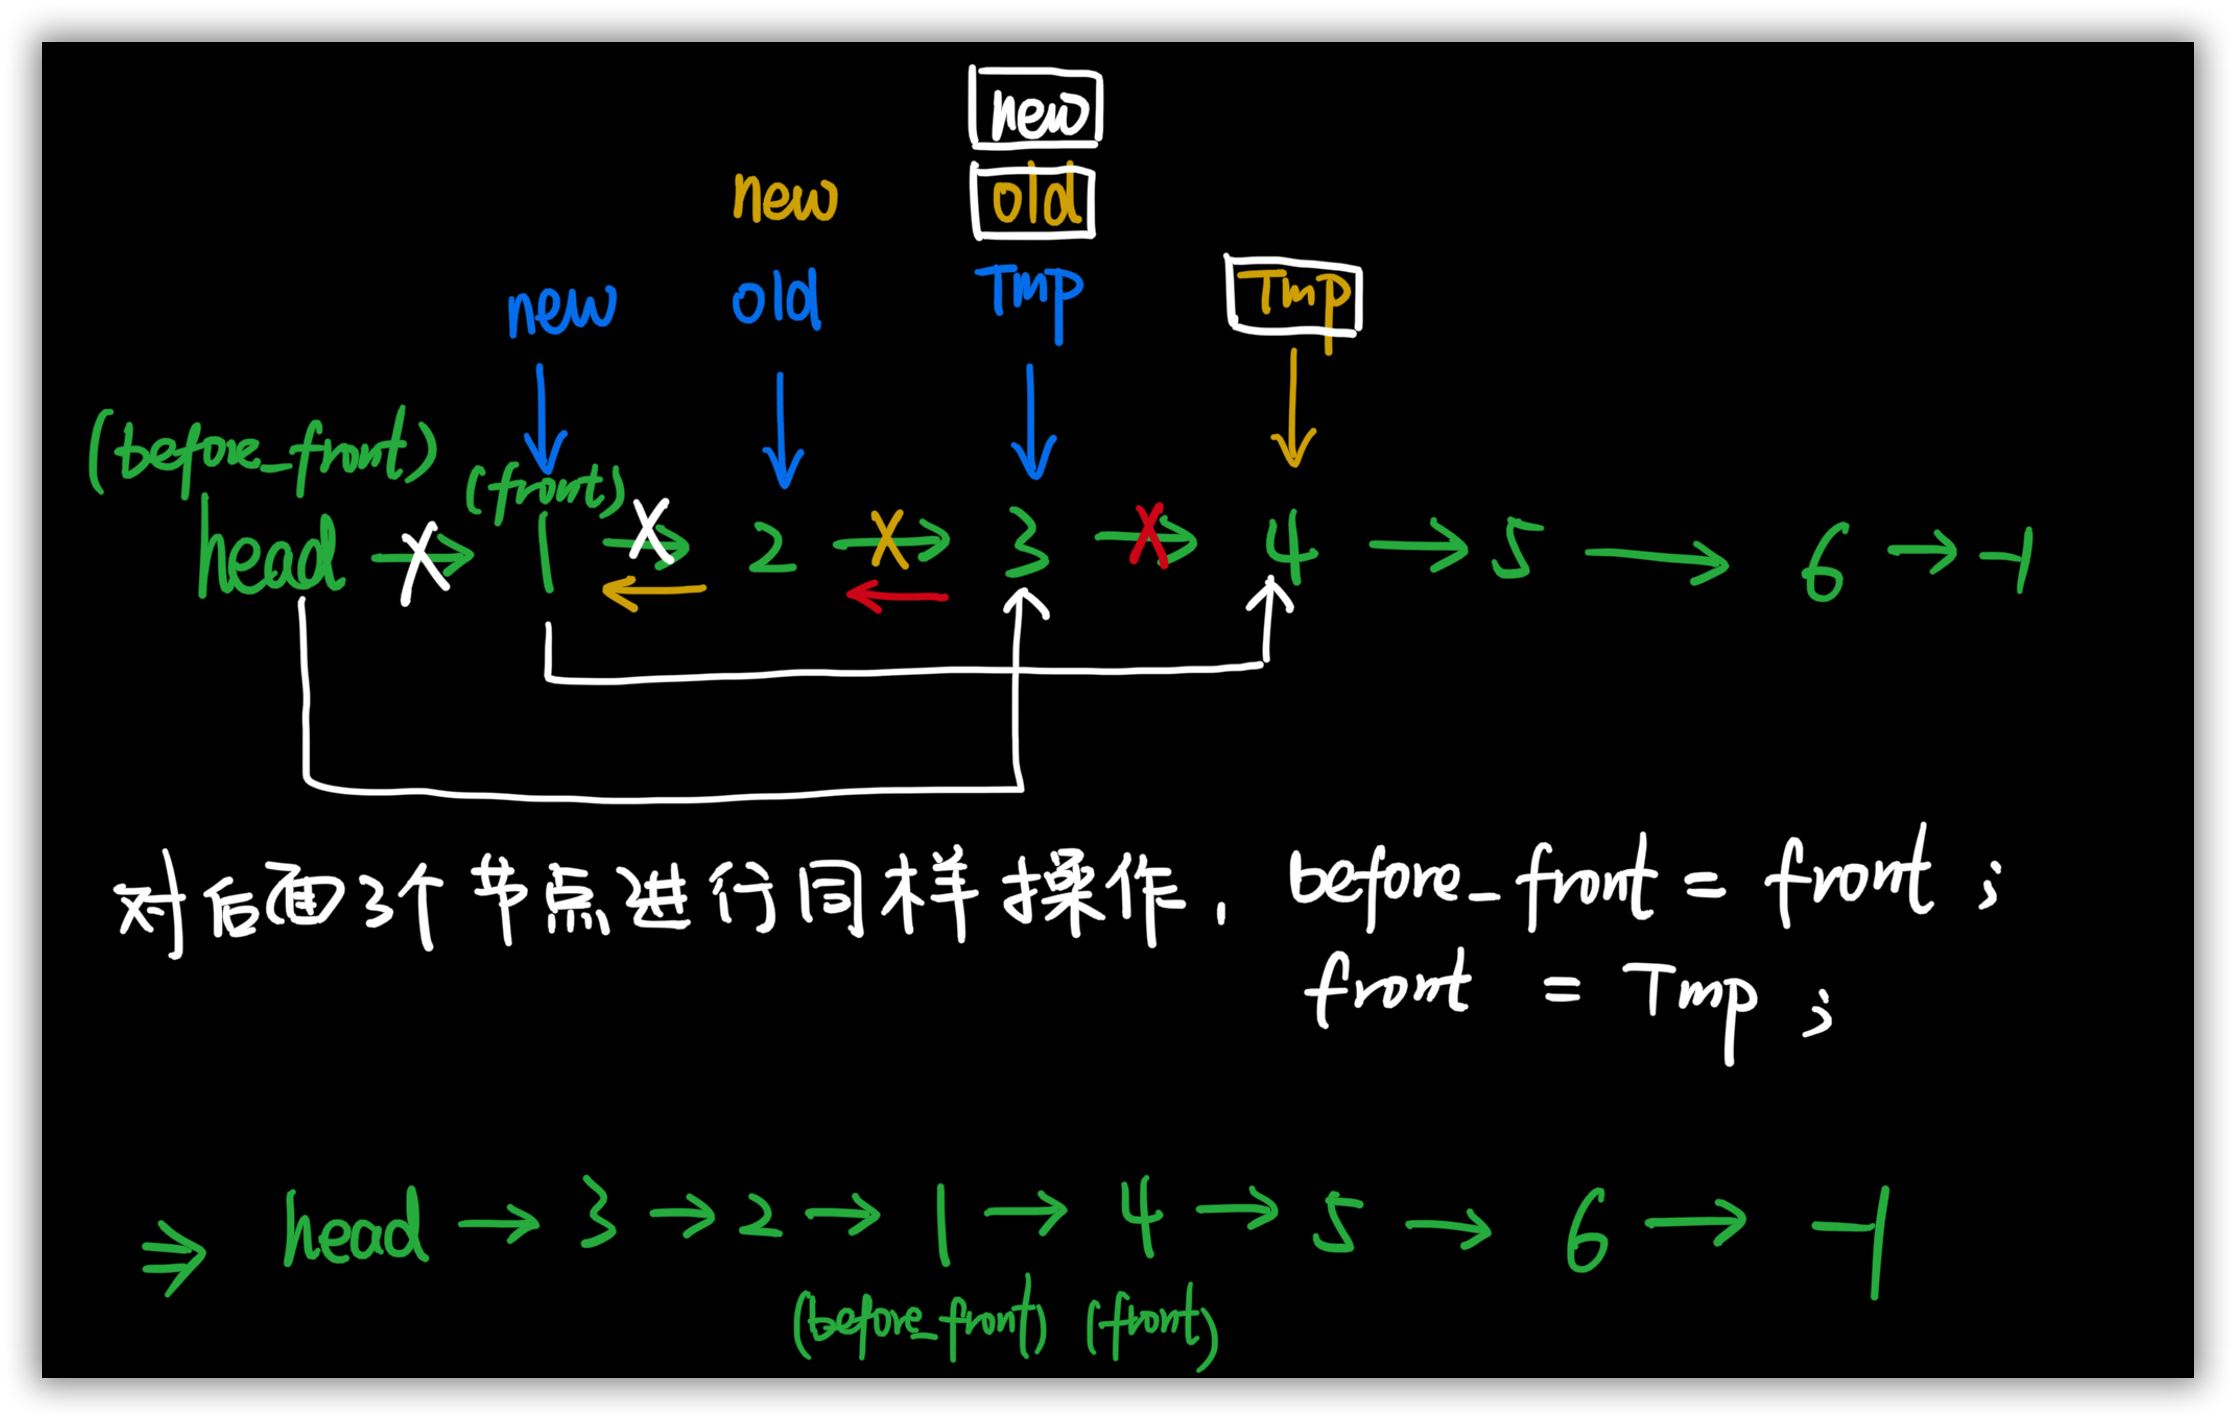 new
new old
new old Tmp Tmp
(before_front) (front)
head → 1 → 2 → 3 → 4 → 5 → 6 → -1
对后面3个节点进行同样操作, before_front = front ;
front = Tmp ;
⇒ head → 3 → 2 → 1 → 4 → 5 → 6 → -1
(before_front) (front)